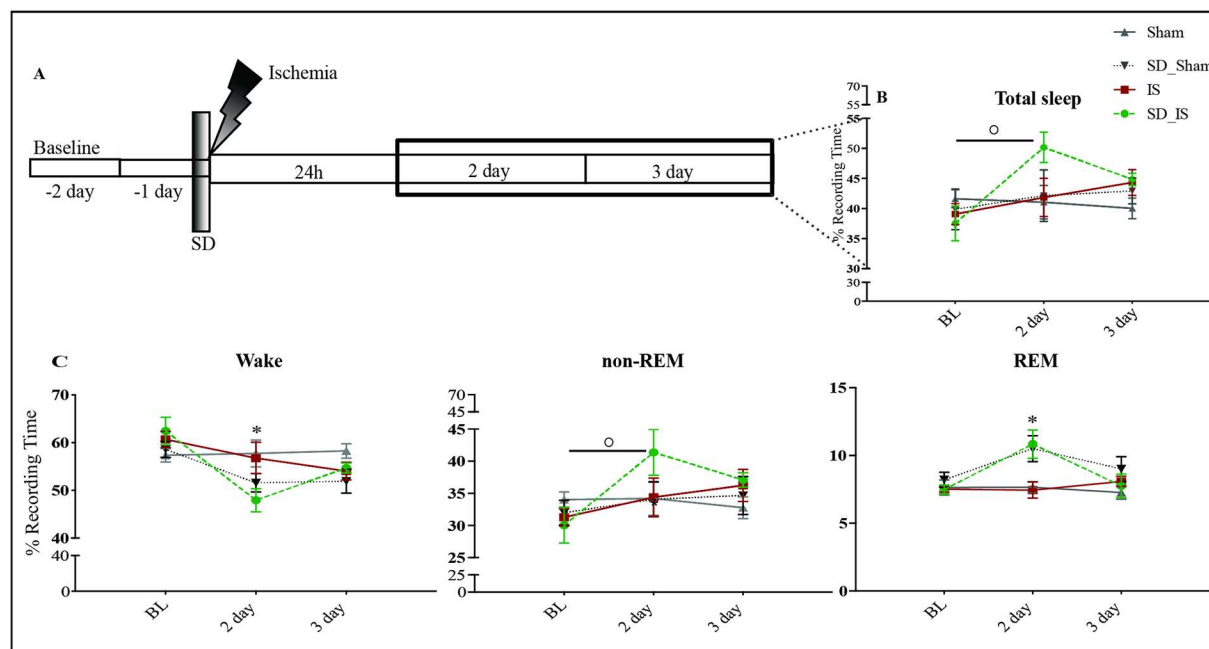 A
Ischemia
Baseline
-2 day
-1 day
24h
2 day
3 day
SD
Sham
SD_Sham
IS
SD_IS
B
Total sleep
% Recording Time
70
55
55
50
45
40
35
30
30
0
BL
2 day
3 day
C
Wake
% Recording Time
70
60
50
40
40
0
*
BL
2 day
3 day
non-REM
70
45
45
40
35
30
25
25
0
BL
2 day
3 day
REM
15
10
5
0
*
BL
2 day
3 day